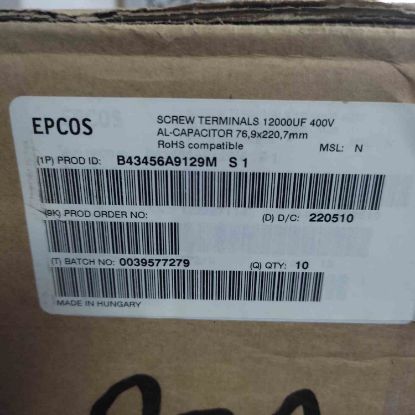 EPCOS
SCREW TERMINALS 12000UF 400V
AL-CAPACITOR 76,9x220,7mm
RoHS compatible
MSL: N
(1P) PROD ID: B43456A9129M S 1
(9K) PROD ORDER NO:
(D) D/C: 220510
(T) BATCH NO: 0039577279
(Q) QTY: 10
MADE IN HUNGARY